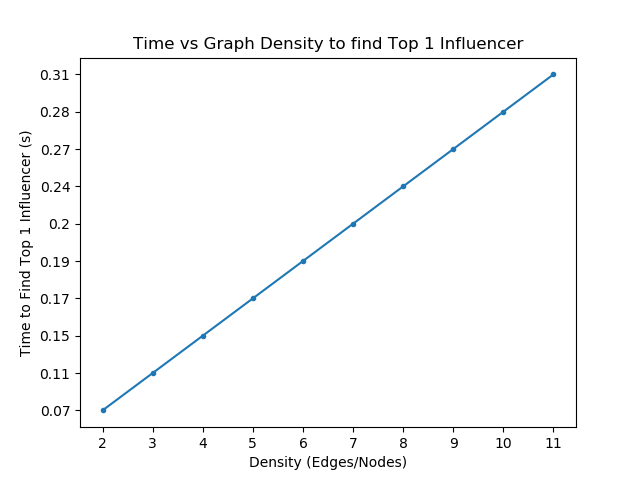 Time vs Graph Density to find Top 1 Influencer
Time to Find Top 1 Influencer (s)
0.31
0.28
0.27
0.24
0.2
0.19
0.17
0.15
0.11
0.07
2 3 4 5 6 7 8 9 10 11
Density (Edges/Nodes)